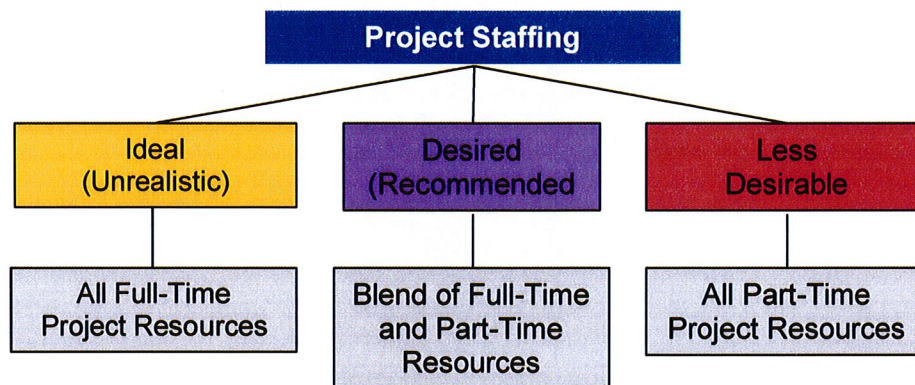 Project Staffing
Ideal
(Unrealistic)
Desired
(Recommended
Less
Desirable
All Full-Time
Project Resources
Blend of Full-Time
and Part-Time
Resources
All Part-Time
Project Resources